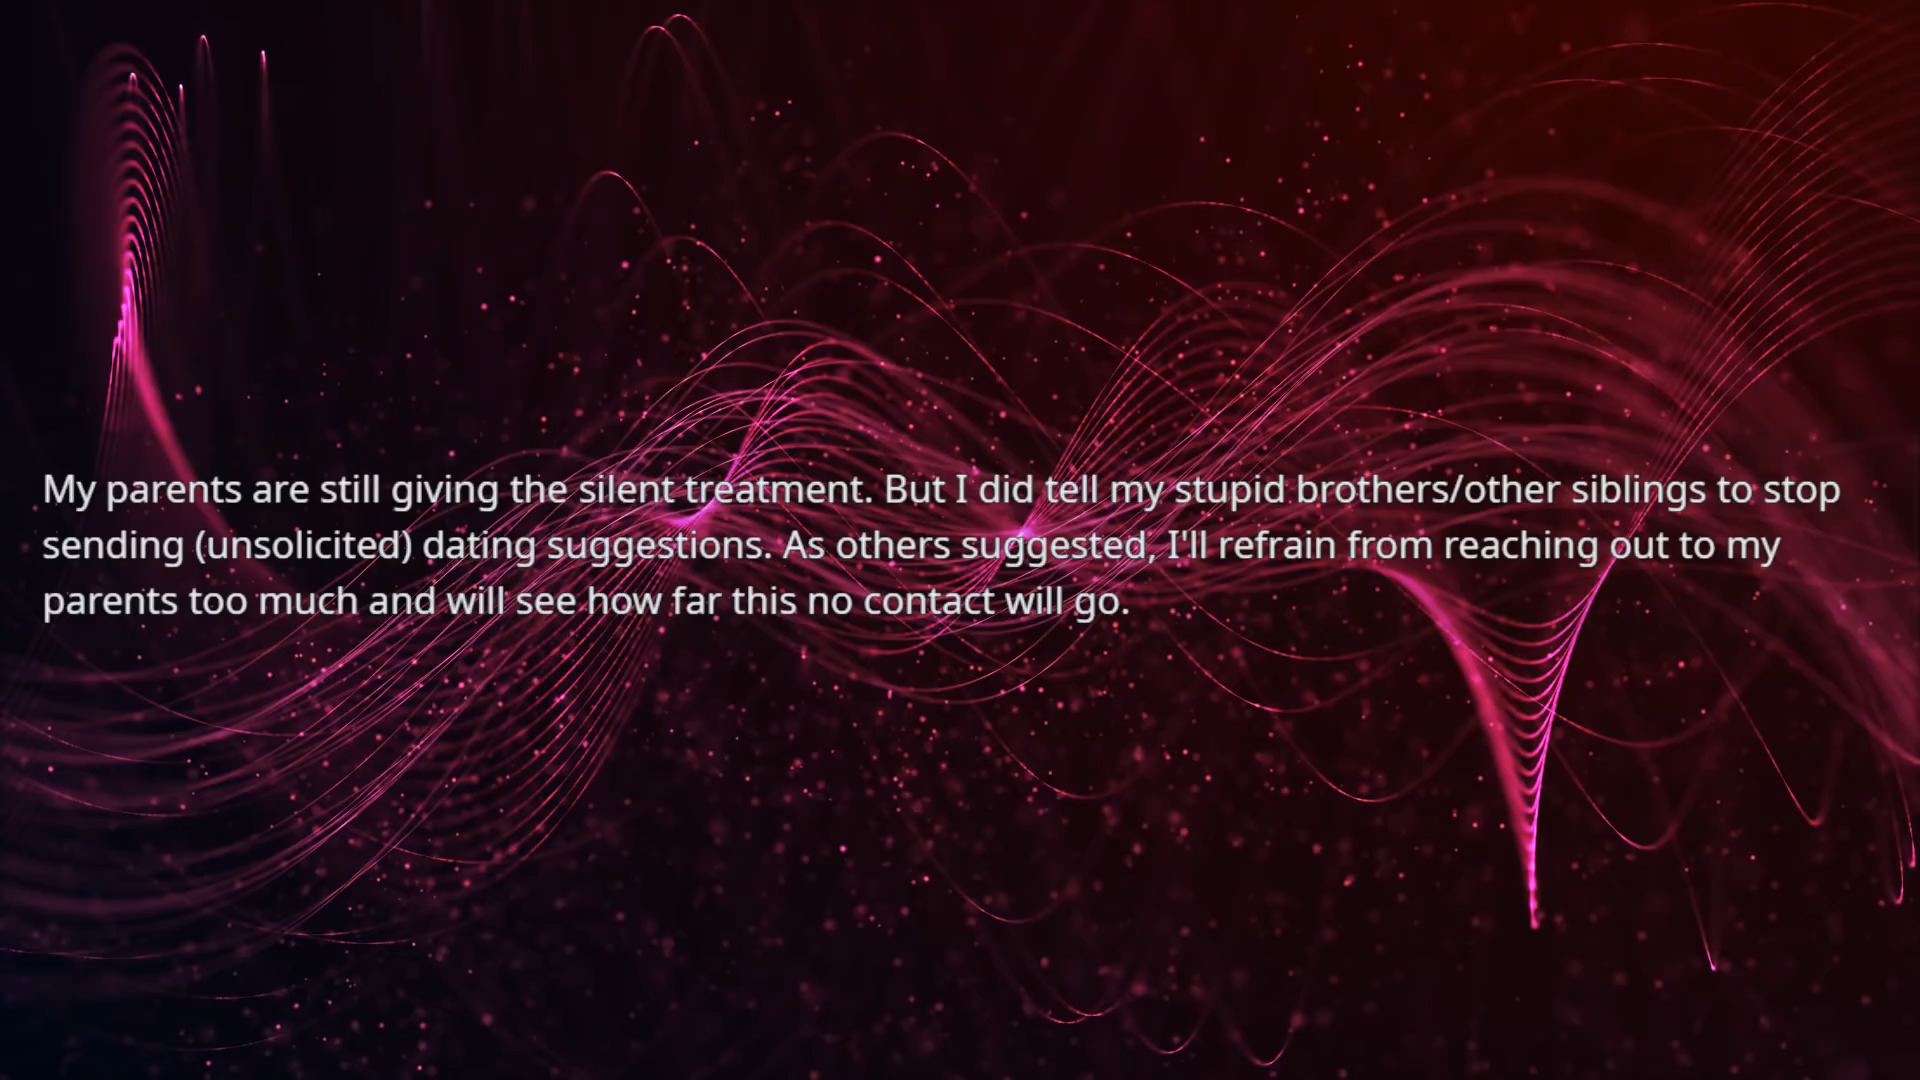 My parents are still giving the silent treatment. But I did tell my stupid brothers/other siblings to stop
sending (unsolicited) dating suggestions. As others suggested, I'll refrain from reaching out to my
parents too much and will see how far this no contact will go.